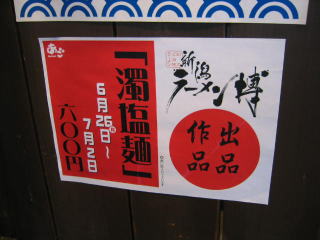 新潟
ラーメン博
出品
作品
「濁塩麺」
6月26日～
7月2日
六〇〇円